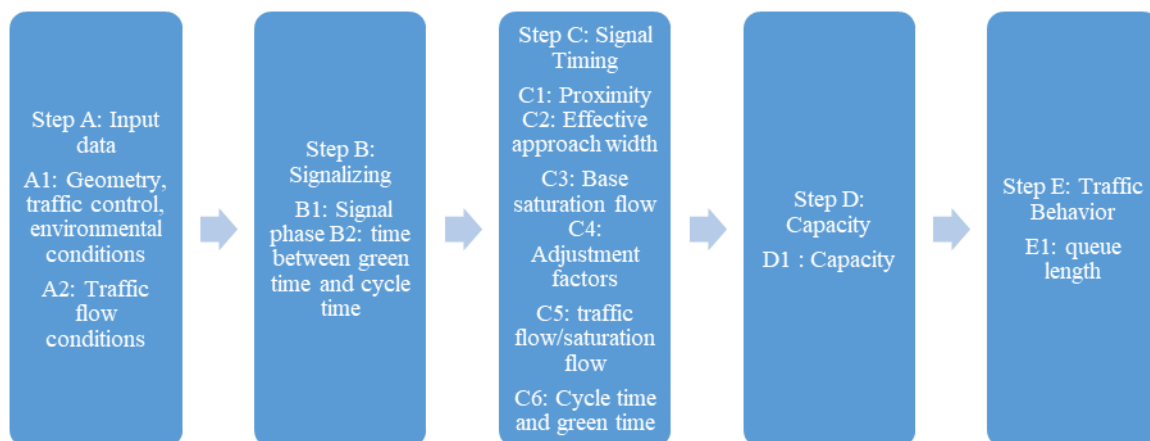 Step A: Input
data
A1: Geometry,
traffic control,
environmental
conditions
A2: Traffic
flow
conditions
Step B:
Signalizing
B1: Signal
phase B2: time
between green
time and cycle
time
Step C: Signal
Timing
C1: Proximity
C2: Effective
approach width
C3: Base
saturation flow
C4:
Adjustment
factors
C5: traffic
flow/saturation
flow
C6: Cycle time
and green time
Step D:
Capacity
D1 : Capacity
Step E: Traffic
Behavior
E1: queue
length